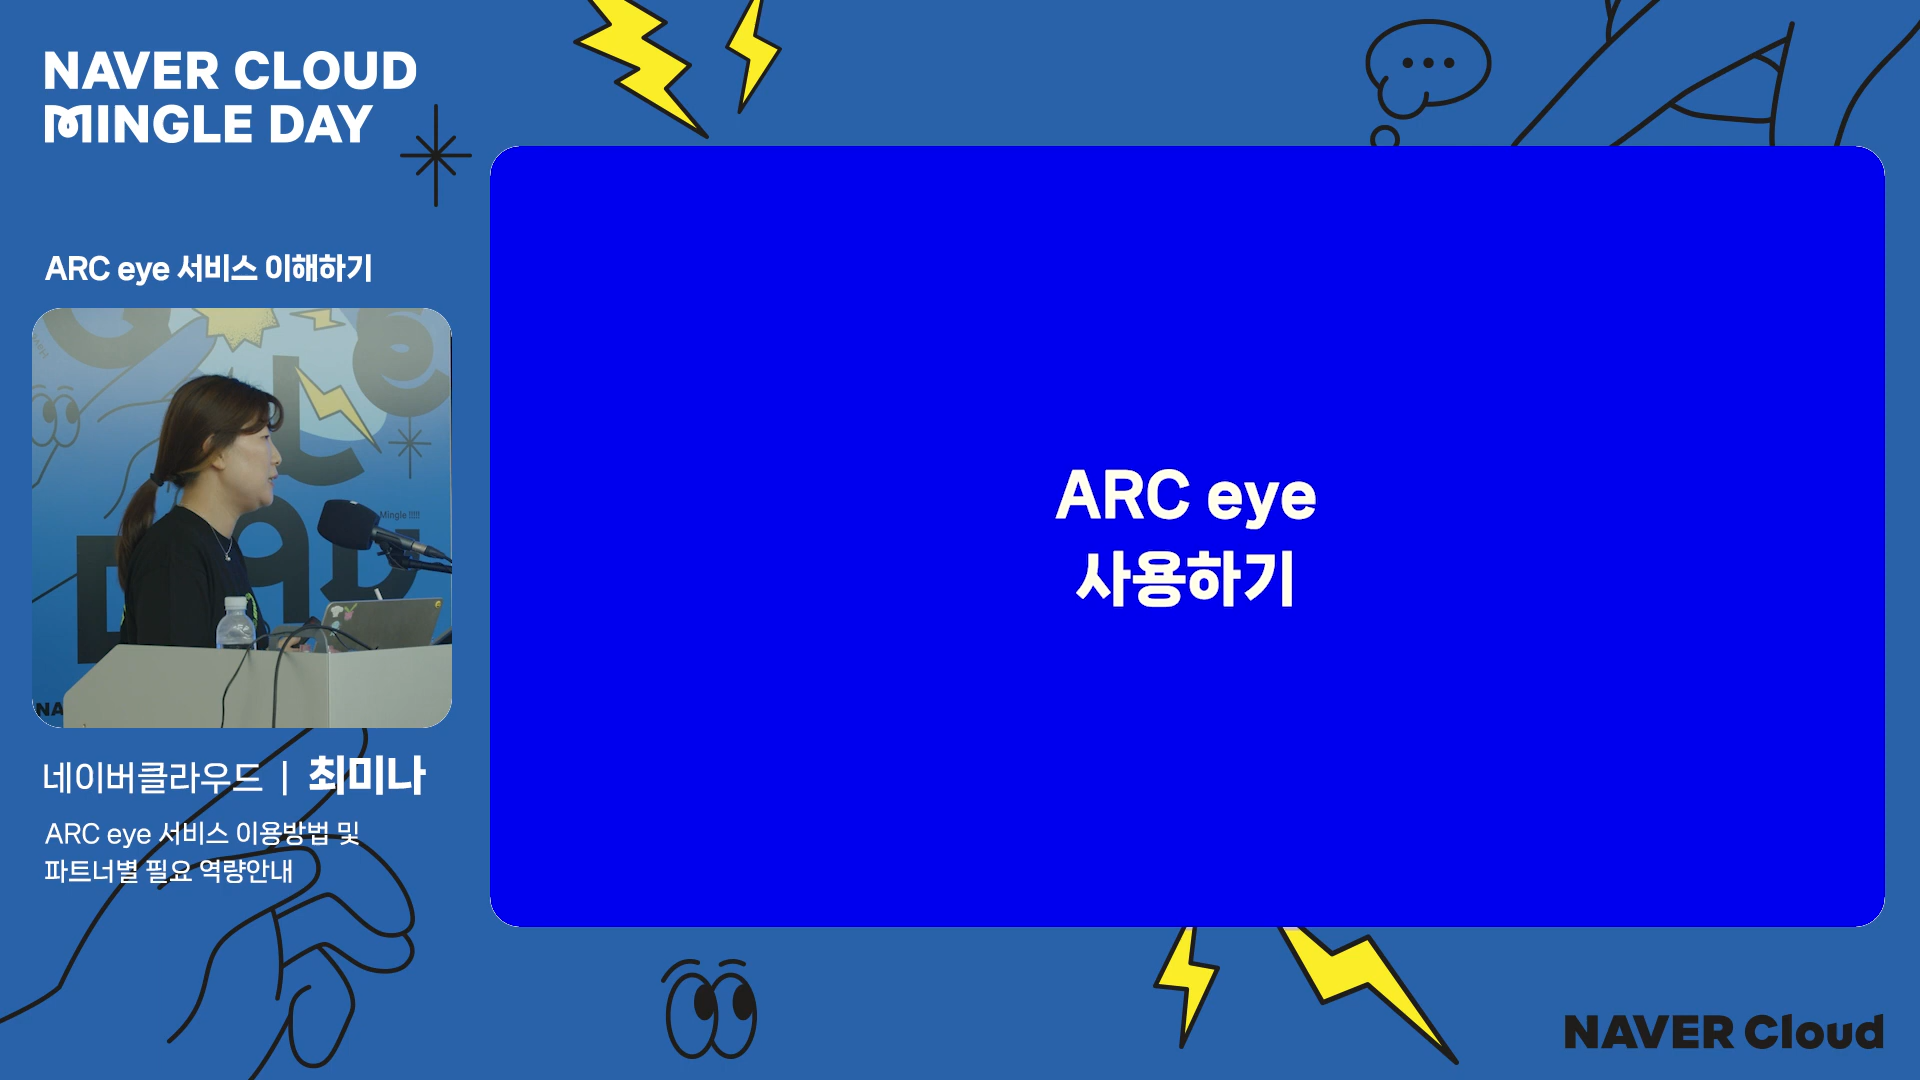 NAVER CLOUD
MINGLE DAY
ARC eye 서비스 이해하기
Mingle !!!!!
NA
네이버클라우드 | 최미나
ARC eye 서비스 이용방법 및
파트너별 필요 역량안내
ARC eye
사용하기
NAVER Cloud